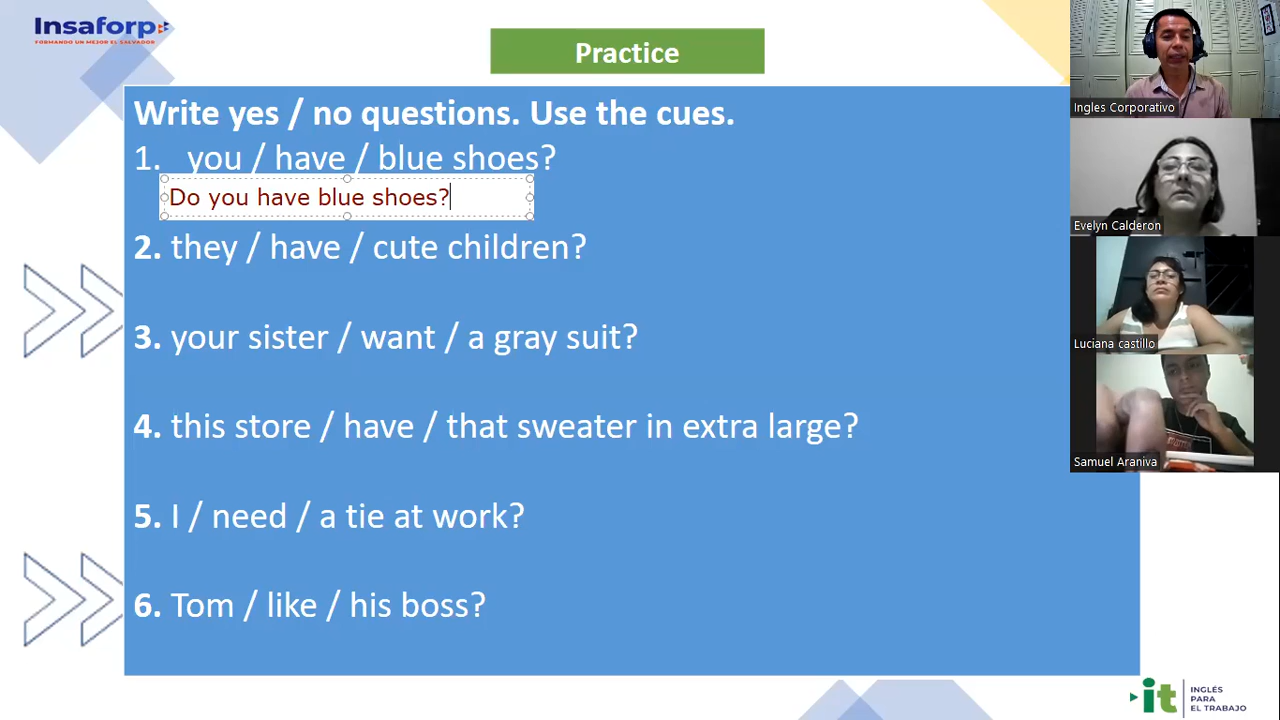 Insaforp
FORMANDO UN MEJOR EL SALVADOR
Practice
Write yes / no questions. Use the cues.
1. you / have / blue shoes?
Do you have blue shoes?
2. they / have / cute children?
3. your sister / want / a gray suit?
4. this store / have / that sweater in extra large?
5. I / need / a tie at work?
6. Tom / like / his boss?
Ingles Corporativo
Evelyn Calderon
Luciana castillo
Samuel Araniva
it
INGLÉS
PARA
EL TRABAJO